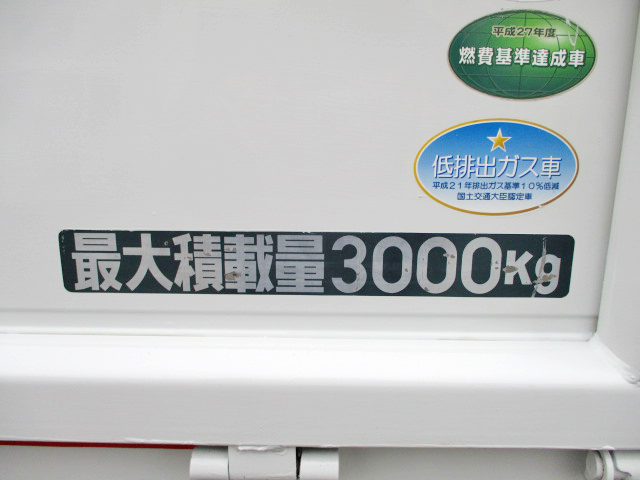 平成27年度
燃費基準達成車
低排出ガス車
平成21年排出ガス基準10%低減
国土交通大臣認定車
最大積載量3000Kg